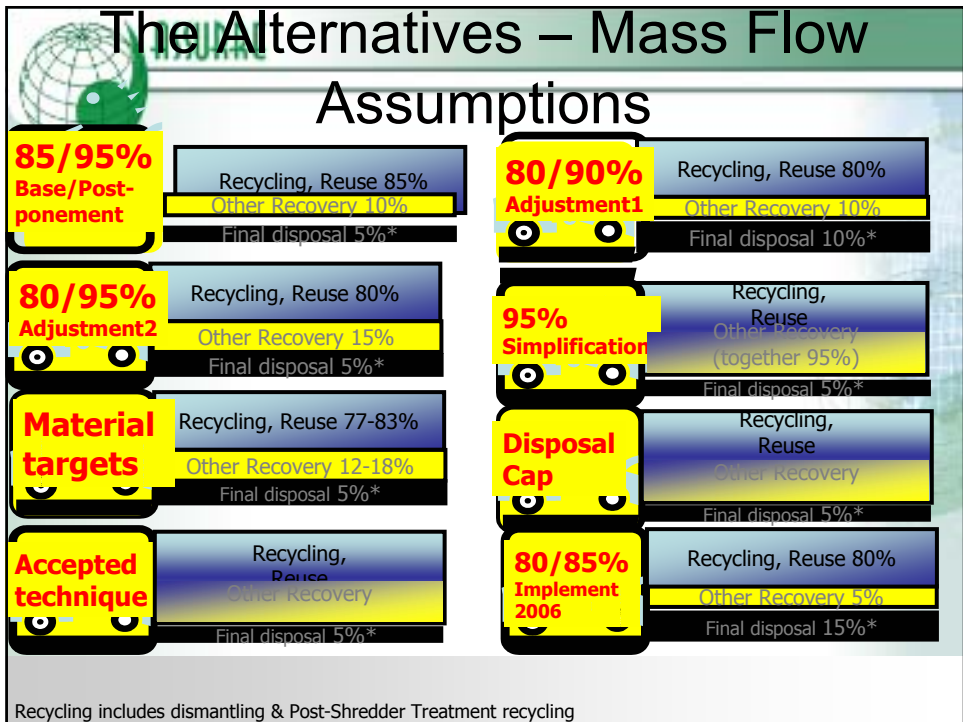 The Alternatives – Mass Flow
Assumptions
85/95%
Base/Post-
ponement
Recycling, Reuse 85%
Other Recovery 10%
Final disposal 5%*
80/90%
Adjustment1
Recycling, Reuse 80%
Other Recovery 10%
Final disposal 10%*
80/95%
Adjustment2
Recycling, Reuse 80%
Other Recovery 15%
Final disposal 5%*
95%
Simplification
Recycling,
Reuse
Other Recovery
(together 95%)
Final disposal 5%*
Material
targets
Recycling, Reuse 77-83%
Other Recovery 12-18%
Final disposal 5%*
Disposal
Cap
Recycling,
Reuse
Other Recovery
Final disposal 5%*
Accepted
technique
Recycling,
Reuse
Other Recovery
Final disposal 5%*
80/85%
Implement
2006
Recycling, Reuse 80%
Other Recovery 5%
Final disposal 15%*
Recycling includes dismantling & Post-Shredder Treatment recycling